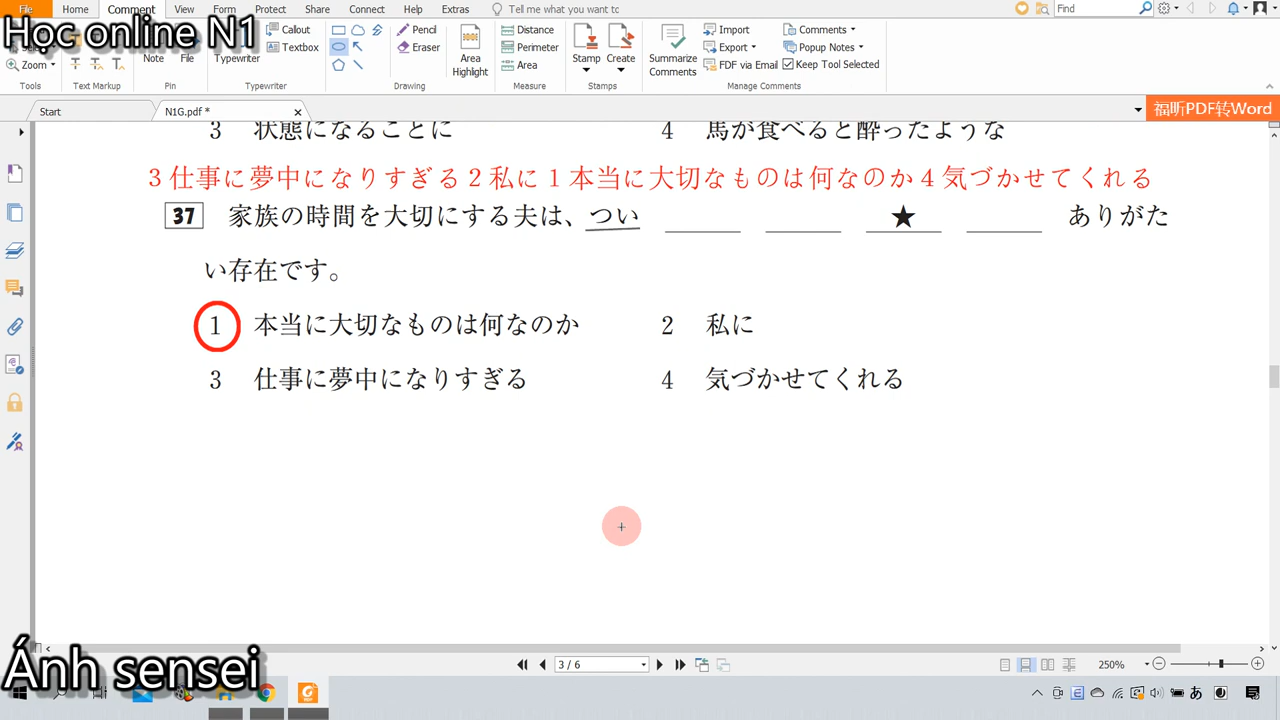 File Home Comment View Form Protect Share Connect Help Extras Tell me what you want to Find
Học online N1
Zoom Note File Typewriter
Callout
Textbox
Pencil
Eraser
Area Highlight
Distance
Perimeter
Area
Stamp Create
Summarize Comments
Import
Export
FDF via Email
Comments
Popup Notes
Keep Tool Selected
Tools Text Markup Typewriter Drawing Measure Stamps Manage Comments
Start N1G.pdf * 福昕PDF转Word
3 状態になることに 4 馬が食べると酔ったような
3仕事に夢中になりすぎる2私に1本当に大切なものは何なのか4気づかせてくれる
37 家族の時間を大切にする夫は、つい ★ ありがた
い存在です。
1 本当に大切なものは何なのか 2 私に
3 仕事に夢中になりすぎる 4 気づかせてくれる
3 / 6 250%
Ánh sensei